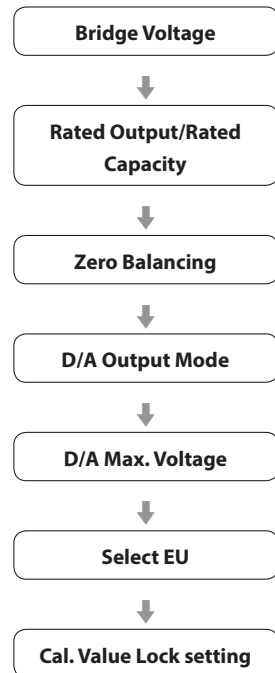 Bridge Voltage
Rated Output/Rated
Capacity
Zero Balancing
D/A Output Mode
D/A Max. Voltage
Select EU
Cal. Value Lock setting